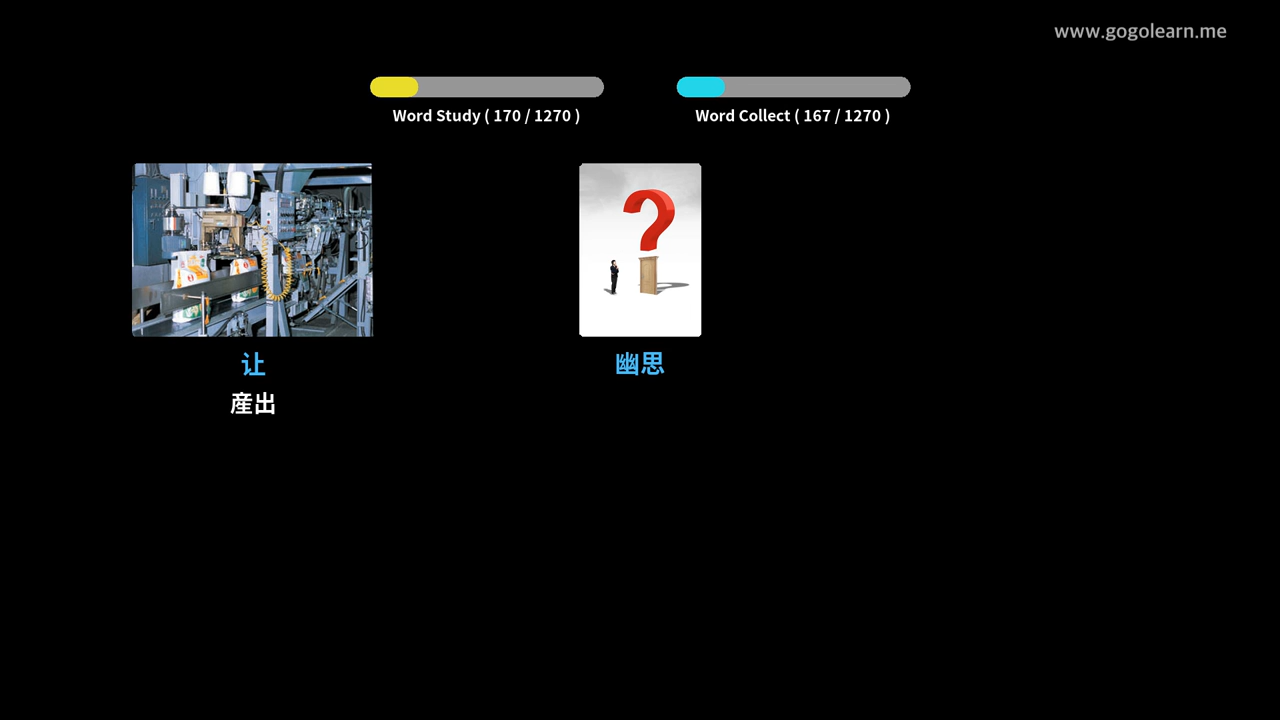 www.gogolearn.me
Word Study ( 170 / 1270 )
Word Collect ( 167 / 1270 )
让
産出
幽思